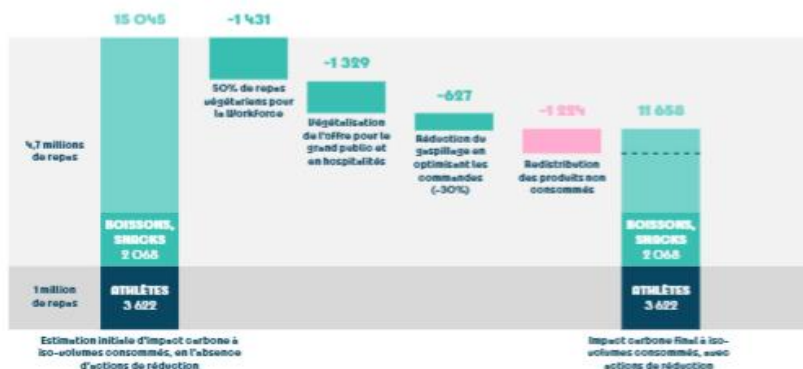 15 045
-1 431
-1 329
-627
-1 224
11 658
4,7 millions
de repas
50% de repas
végétariens pour
la Workforce
Végétalisation
de l'offre pour le
grand public et
en hospitalités
Réduction du
gaspillage en
optimisant les
commandes
(-30%)
Redistribution
des produits non
consommés
BOISSONS,
SNACKS
2 068
BOISSONS,
SNACKS
2 068
1 million
de repas
ATHLÈTES
3 622
ATHLÈTES
3 622
Estimation initiale d'impact carbone à
iso-volumes consommés, en l'absence
d'actions de réduction
Impact carbone final à iso-
volumes consommés, avec
actions de réduction